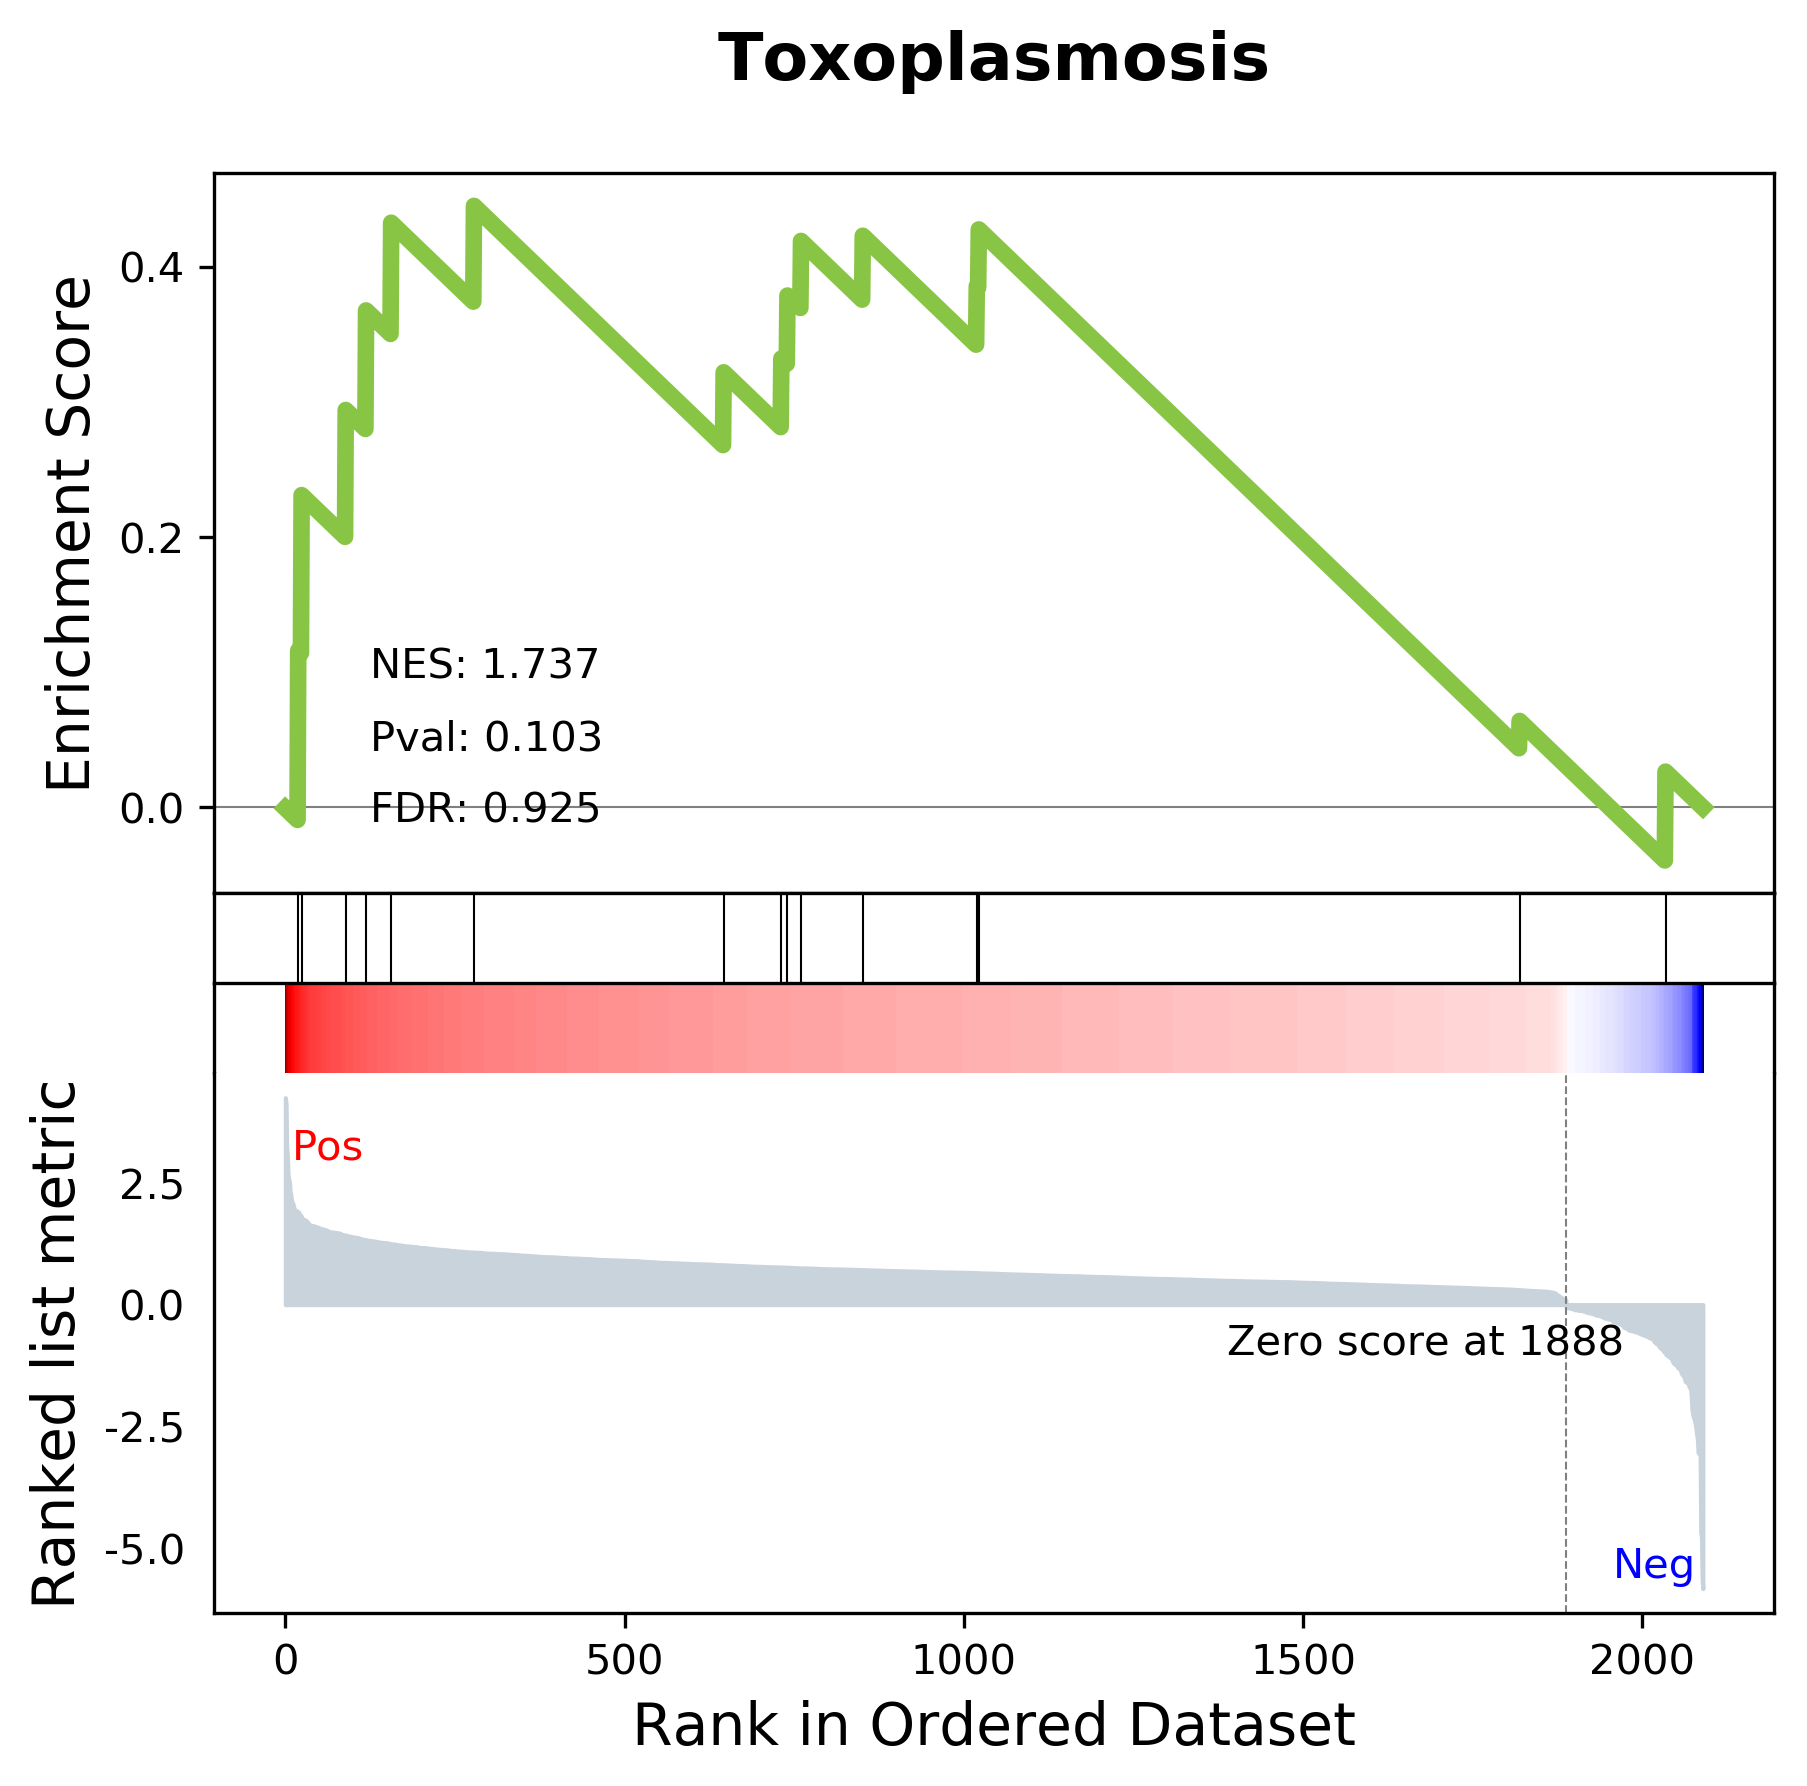 Toxoplasmosis
Enrichment Score
0.4
0.2
0.0
NES: 1.737
Pval: 0.103
FDR: 0.925
Ranked list metric
2.5
0.0
-2.5
-5.0
Pos
Zero score at 1888
Neg
0 500 1000 1500 2000
Rank in Ordered Dataset